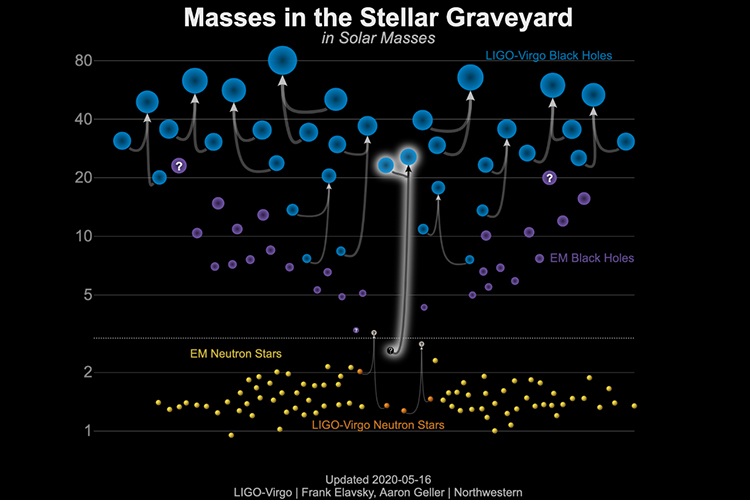 Masses in the Stellar Graveyard
in Solar Masses
LIGO-Virgo Black Holes
80
40
20
10
5
2
1
?
?
EM Black Holes
?
?
?
?
EM Neutron Stars
LIGO-Virgo Neutron Stars
Updated 2020-05-16
LIGO-Virgo | Frank Elavsky, Aaron Geller | Northwestern